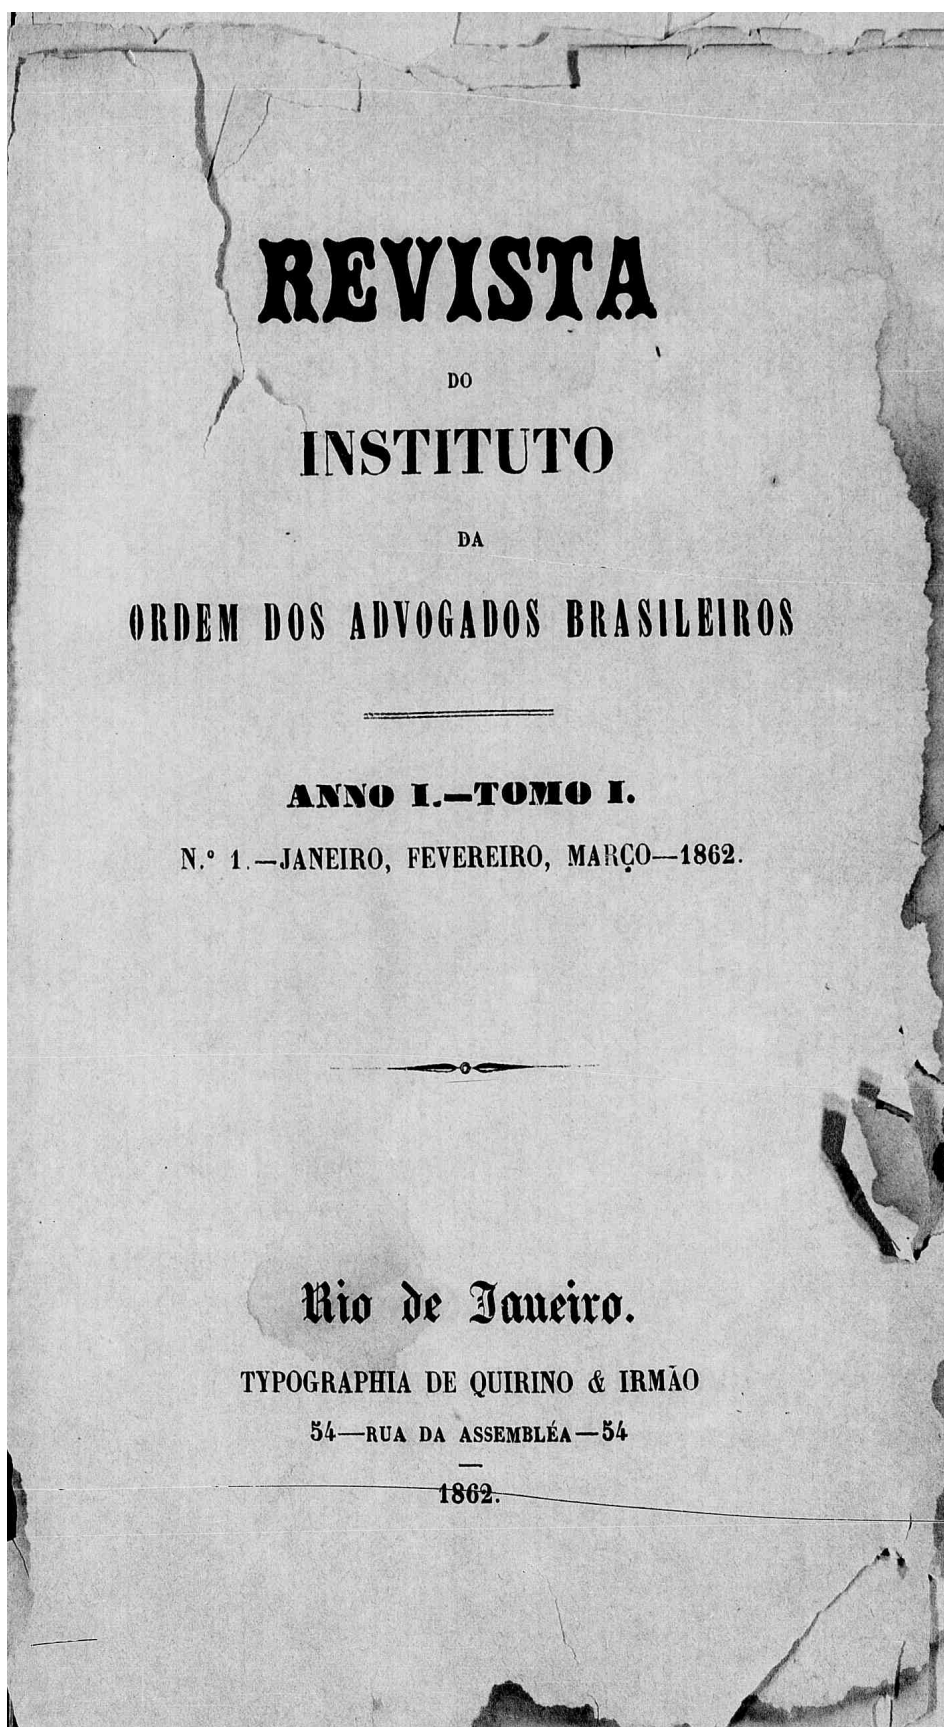 REVISTA
DO
INSTITUTO
DA
ORDEM DOS ADVOGADOS BRASILEIROS
ANNO I.—TOMO I.
N.º 1.—JANEIRO, FEVEREIRO, MARÇO—1862.
Rio de Janeiro.
TYPOGRAPHIA DE QUIRINO & IRMÃO
54—RUA DA ASSEMBLÉA—54
1862.